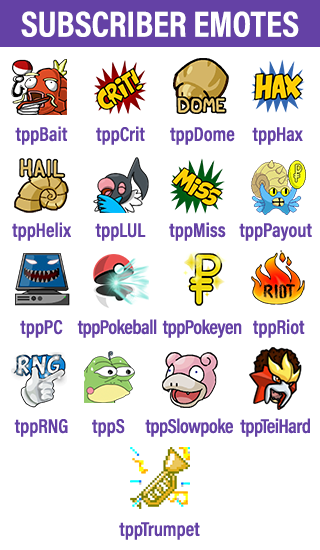 SUBSCRIBER EMOTES
CRIT!
DOME
HAX
tppBait tppCrit tppDome tppHax
HAIL
MISS
tppHelix tppLUL tppMiss tppPayout
RIOT
tppPC tppPokeball tppPokeyen tppRiot
RNG
tppRNG tppS tppSlowpoke tppTeiHard
tppTrumpet